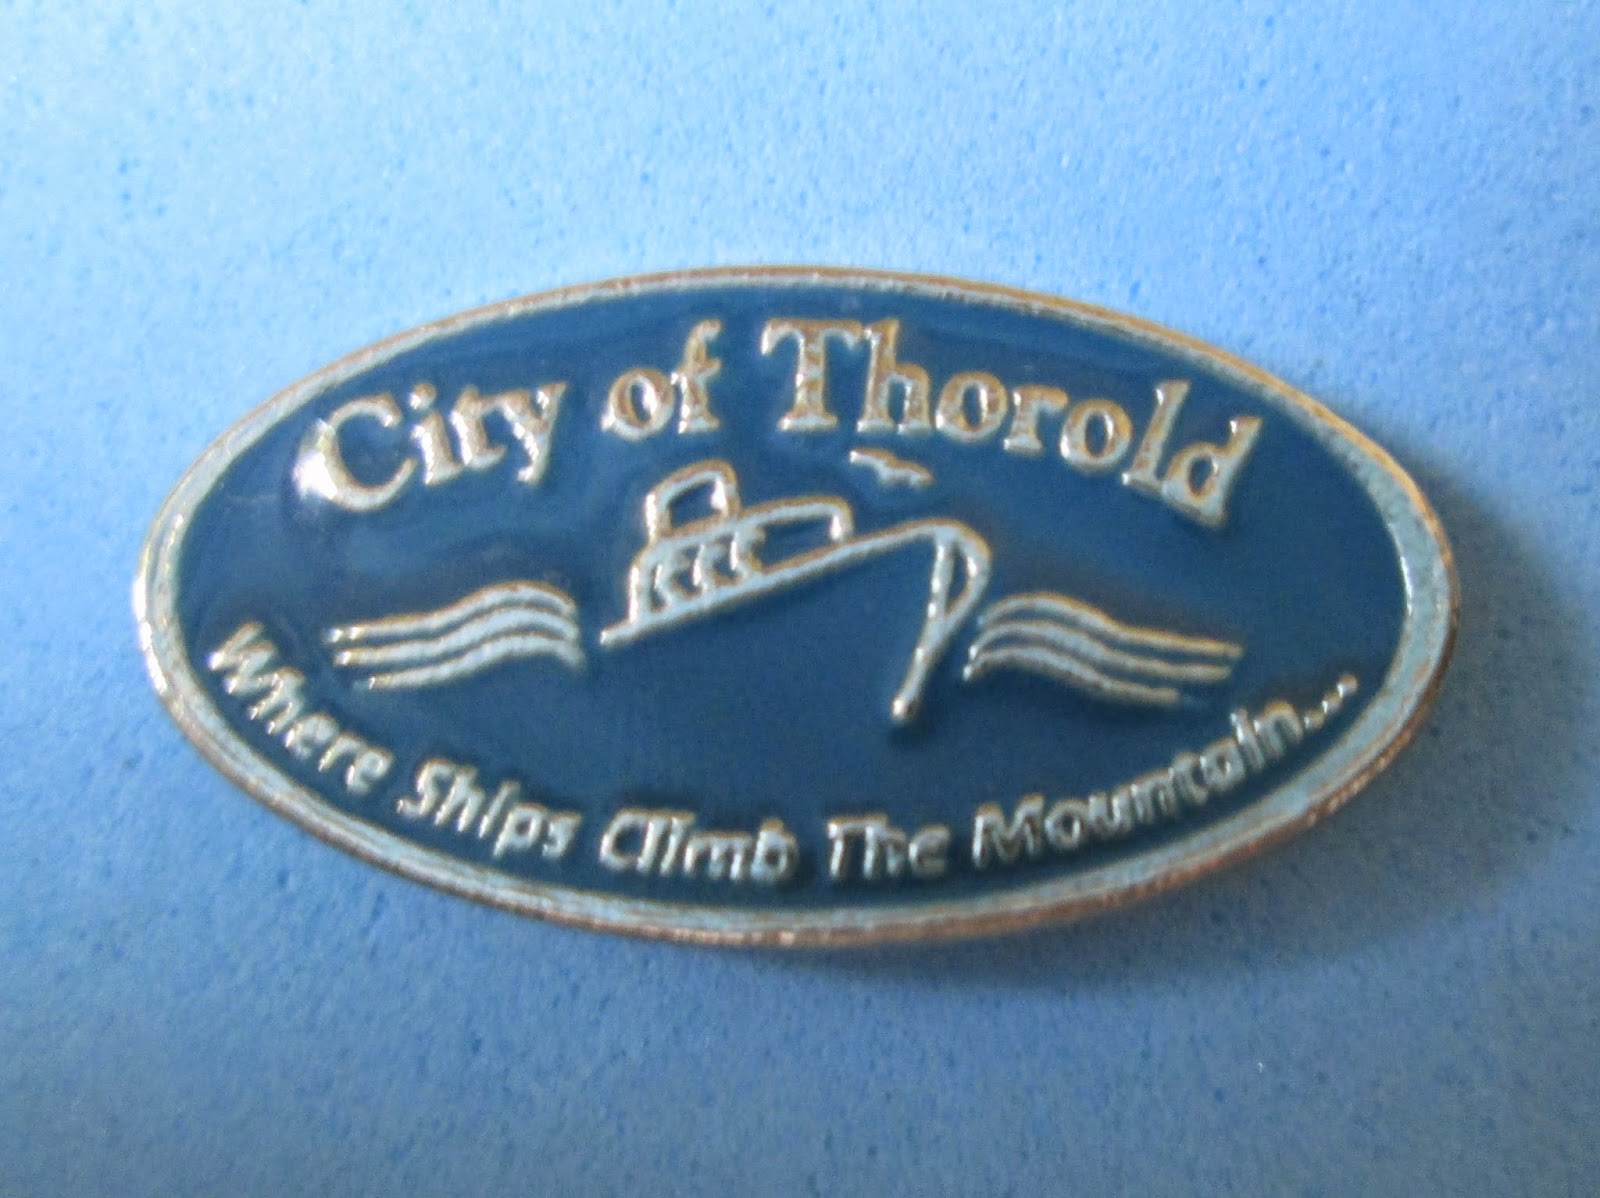 City of Thorold
Where Ships Climb The Mountain...